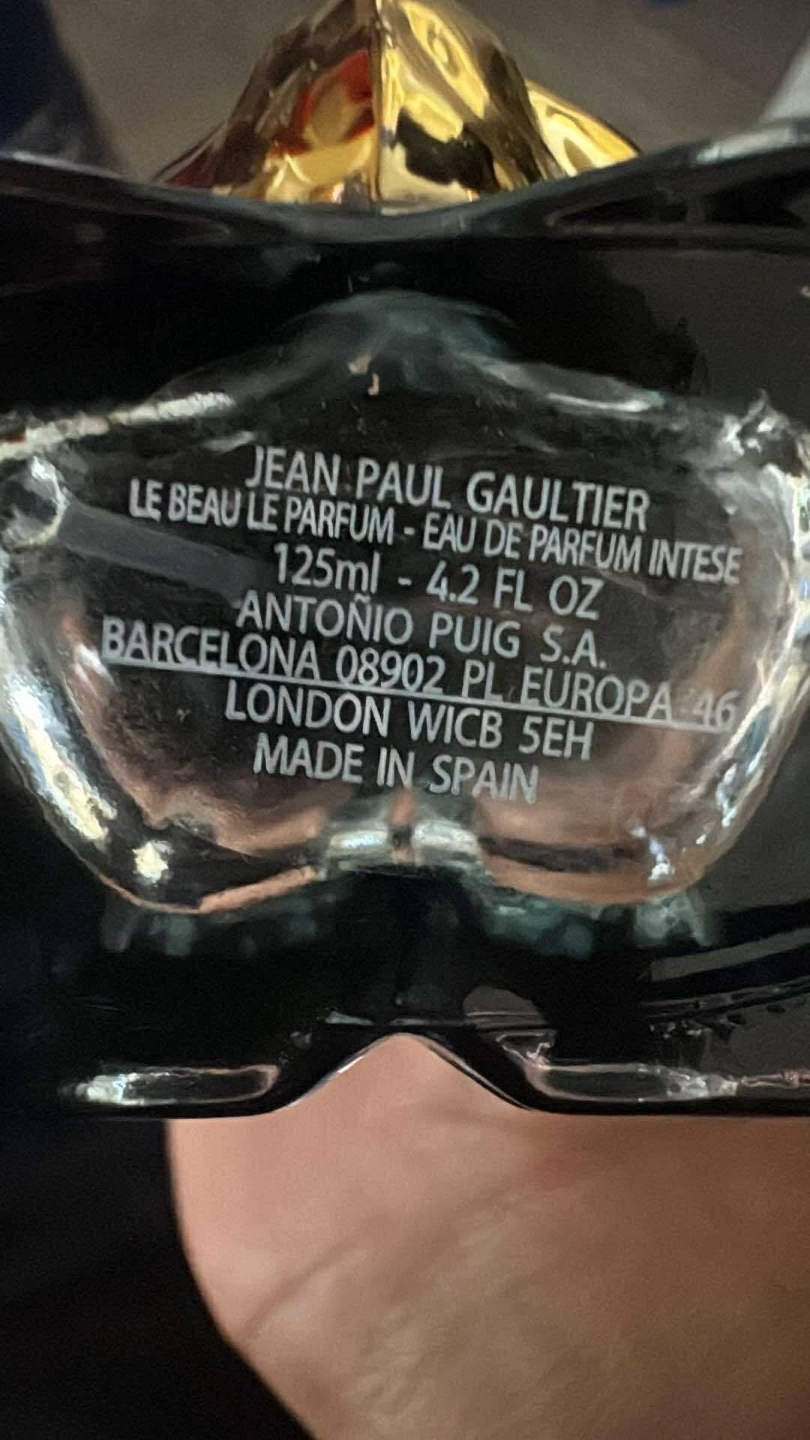 JEAN PAUL GAULTIER
LE BEAU LE PARFUM - EAU DE PARFUM INTESE
125ml - 4.2 FL OZ
ANTOÑIO PUIG S.A.
BARCELONA 08902 PL EUROPA 46
LONDON WICB 5EH
MADE IN SPAIN